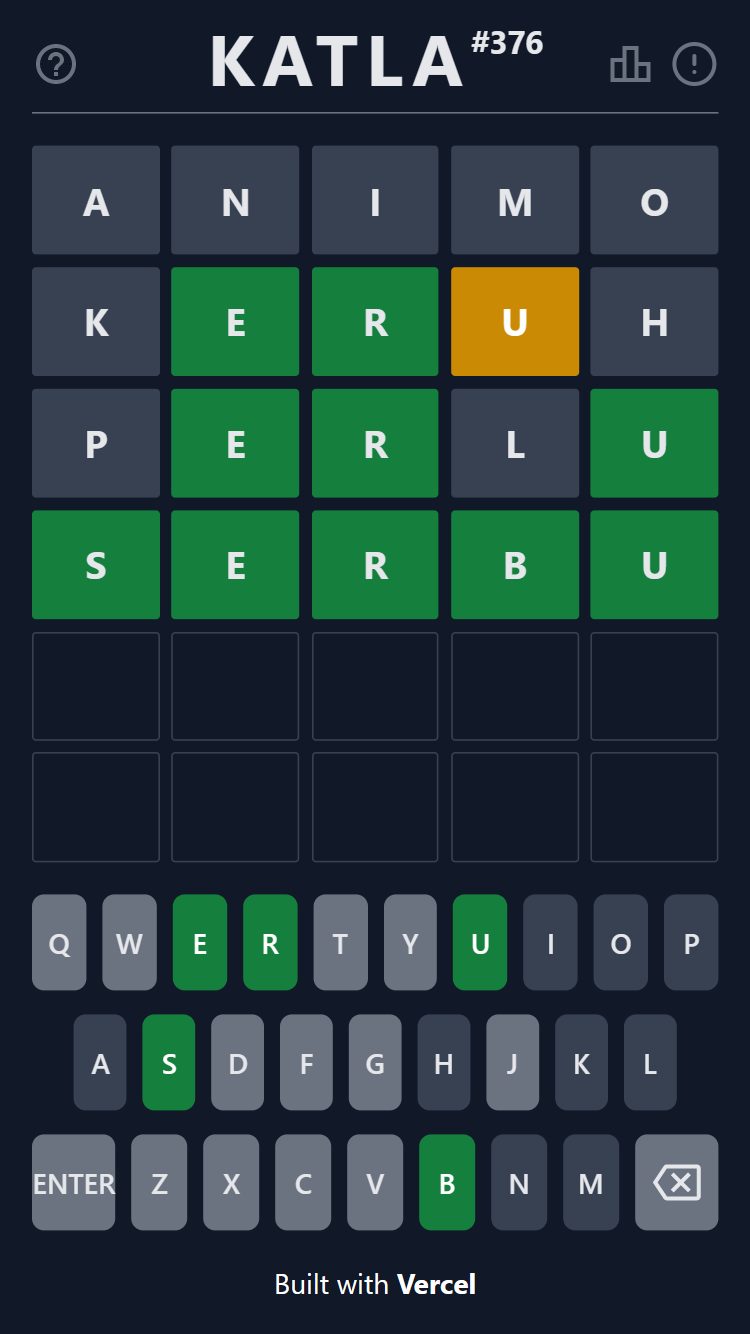 KATLA #376
A N I M O
K E R U H
P E R L U
S E R B U
Q W E R T Y U I O P
A S D F G H J K L
ENTER Z X C V B N M
Built with Vercel